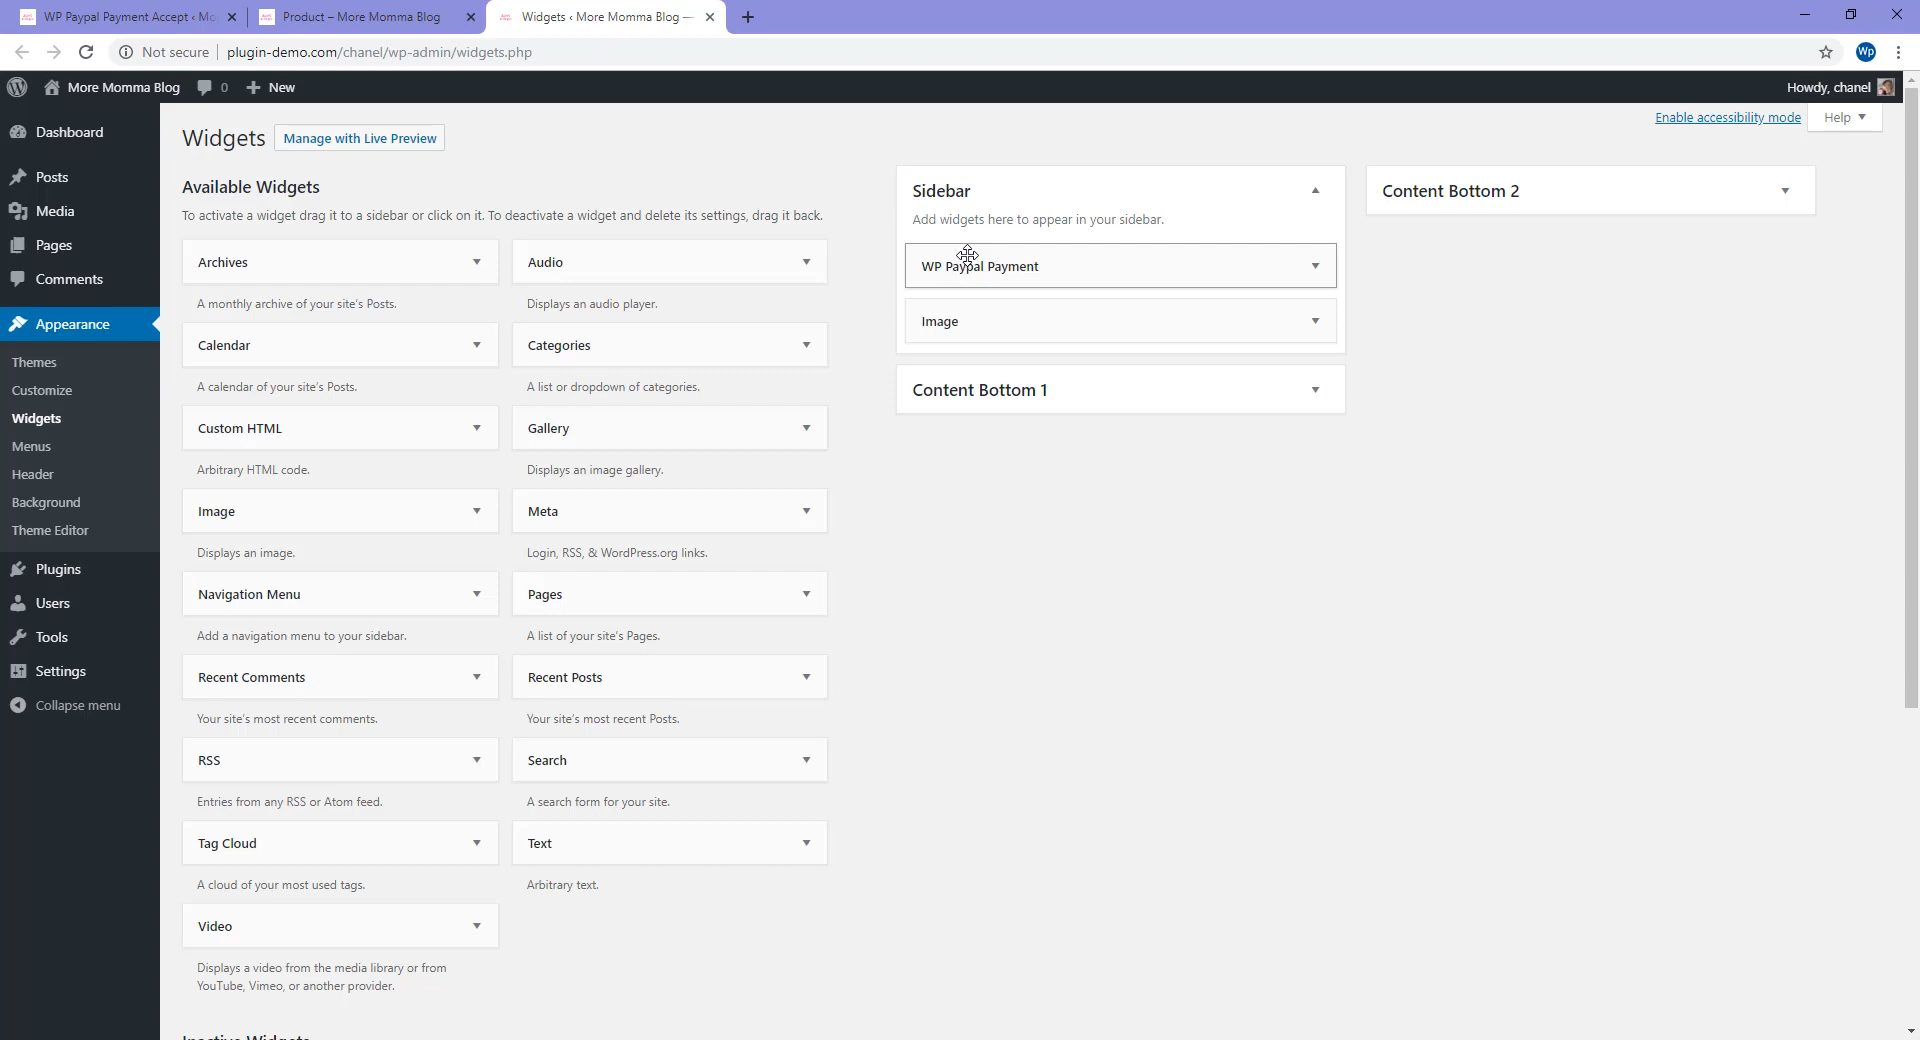 WP Paypal Payment Accept ‹ Mo
Product – More Momma Blog
Widgets ‹ More Momma Blog —
Not secure
plugin-demo.com/chanel/wp-admin/widgets.php
Wp
More Momma Blog
0
New
Howdy, chanel
Dashboard
Posts
Media
Pages
Comments
Appearance
Themes
Customize
Widgets
Menus
Header
Background
Theme Editor
Plugins
Users
Tools
Settings
Collapse menu
Widgets
Manage with Live Preview
Enable accessibility mode
Help
Available Widgets
To activate a widget drag it to a sidebar or click on it. To deactivate a widget and delete its settings, drag it back.
Archives
A monthly archive of your site's Posts.
Audio
Displays an audio player.
Calendar
A calendar of your site's Posts.
Categories
A list or dropdown of categories.
Custom HTML
Arbitrary HTML code.
Gallery
Displays an image gallery.
Image
Displays an image.
Meta
Login, RSS, & WordPress.org links.
Navigation Menu
Add a navigation menu to your sidebar.
Pages
A list of your site's Pages.
Recent Comments
Your site's most recent comments.
Recent Posts
Your site's most recent Posts.
RSS
Entries from any RSS or Atom feed.
Search
A search form for your site.
Tag Cloud
A cloud of your most used tags.
Text
Arbitrary text.
Video
Displays a video from the media library or from
YouTube, Vimeo, or another provider.
Inactive Widgets
Sidebar
Add widgets here to appear in your sidebar.
WP Paypal Payment
Image
Content Bottom 1
Content Bottom 2